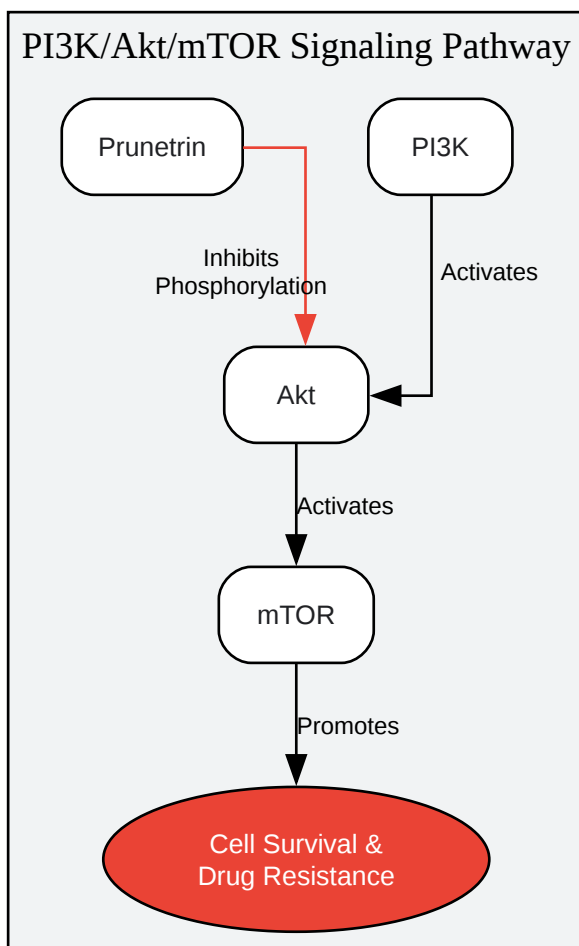 PI3K/Akt/mTOR Signaling Pathway
Prunetrin
PI3K
Inhibits
Phosphorylation
Activates
Akt
Activates
mTOR
Promotes
Cell Survival &
Drug Resistance